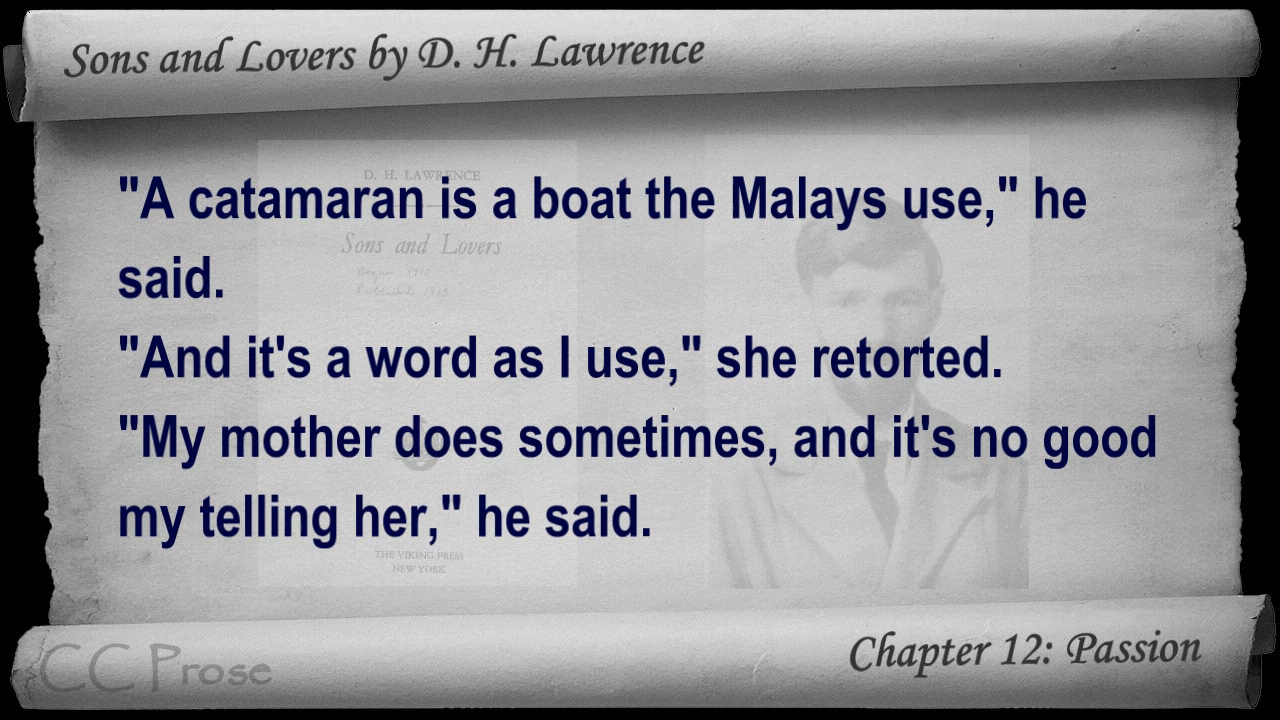 Sons and Lovers by D. H. Lawrence
D. H. LAWRENCE
Sons and Lovers
"A catamaran is a boat the Malays use," he
said.
"And it's a word as I use," she retorted.
"My mother does sometimes, and it's no good
my telling her," he said.
THE VIKING PRESS
NEW YORK
CC Prose
Chapter 12: Passion